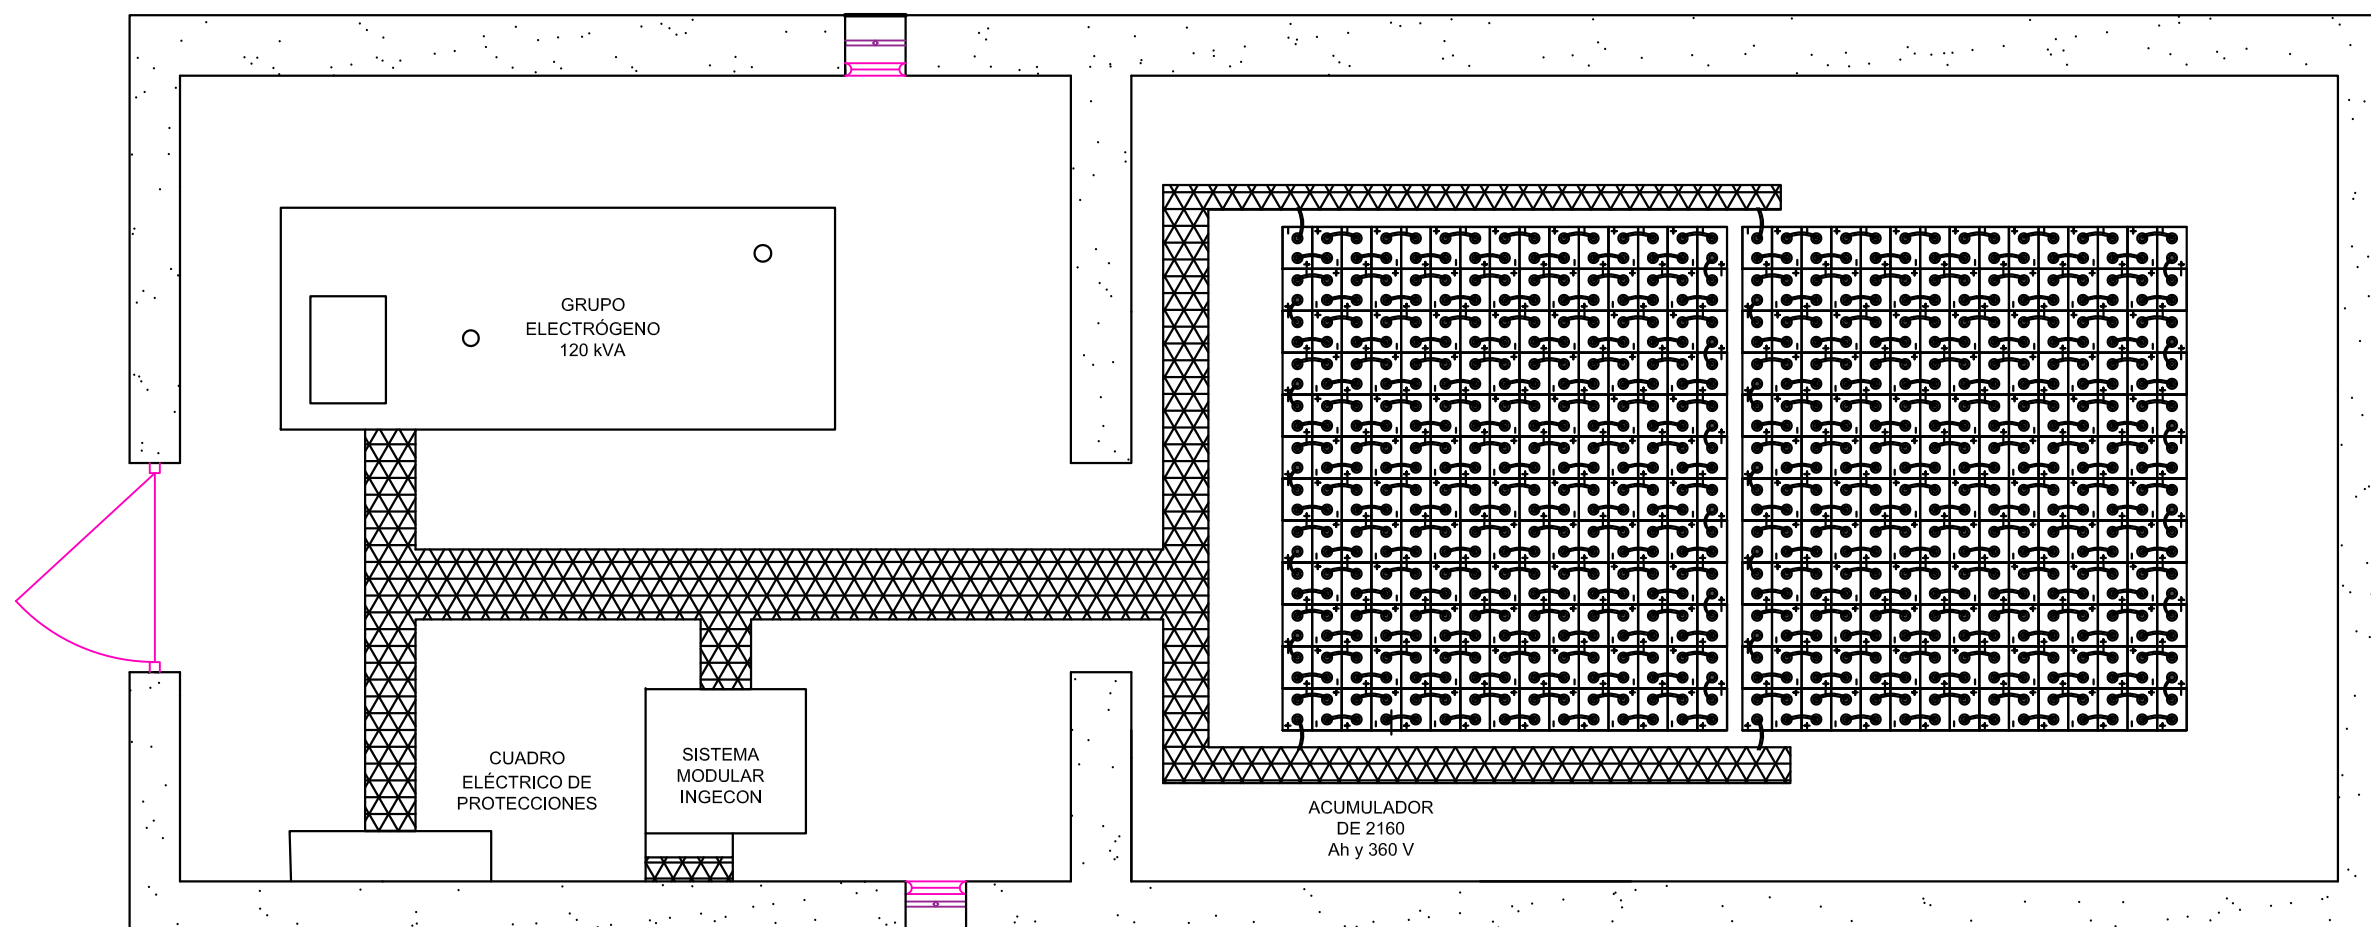 GRUPO
ELECTRÓGENO
120 kVA
CUADRO
ELÉCTRICO DE
PROTECCIONES
SISTEMA
MODULAR
INGECON
ACUMULADOR
DE 2160
Ah y 360 V